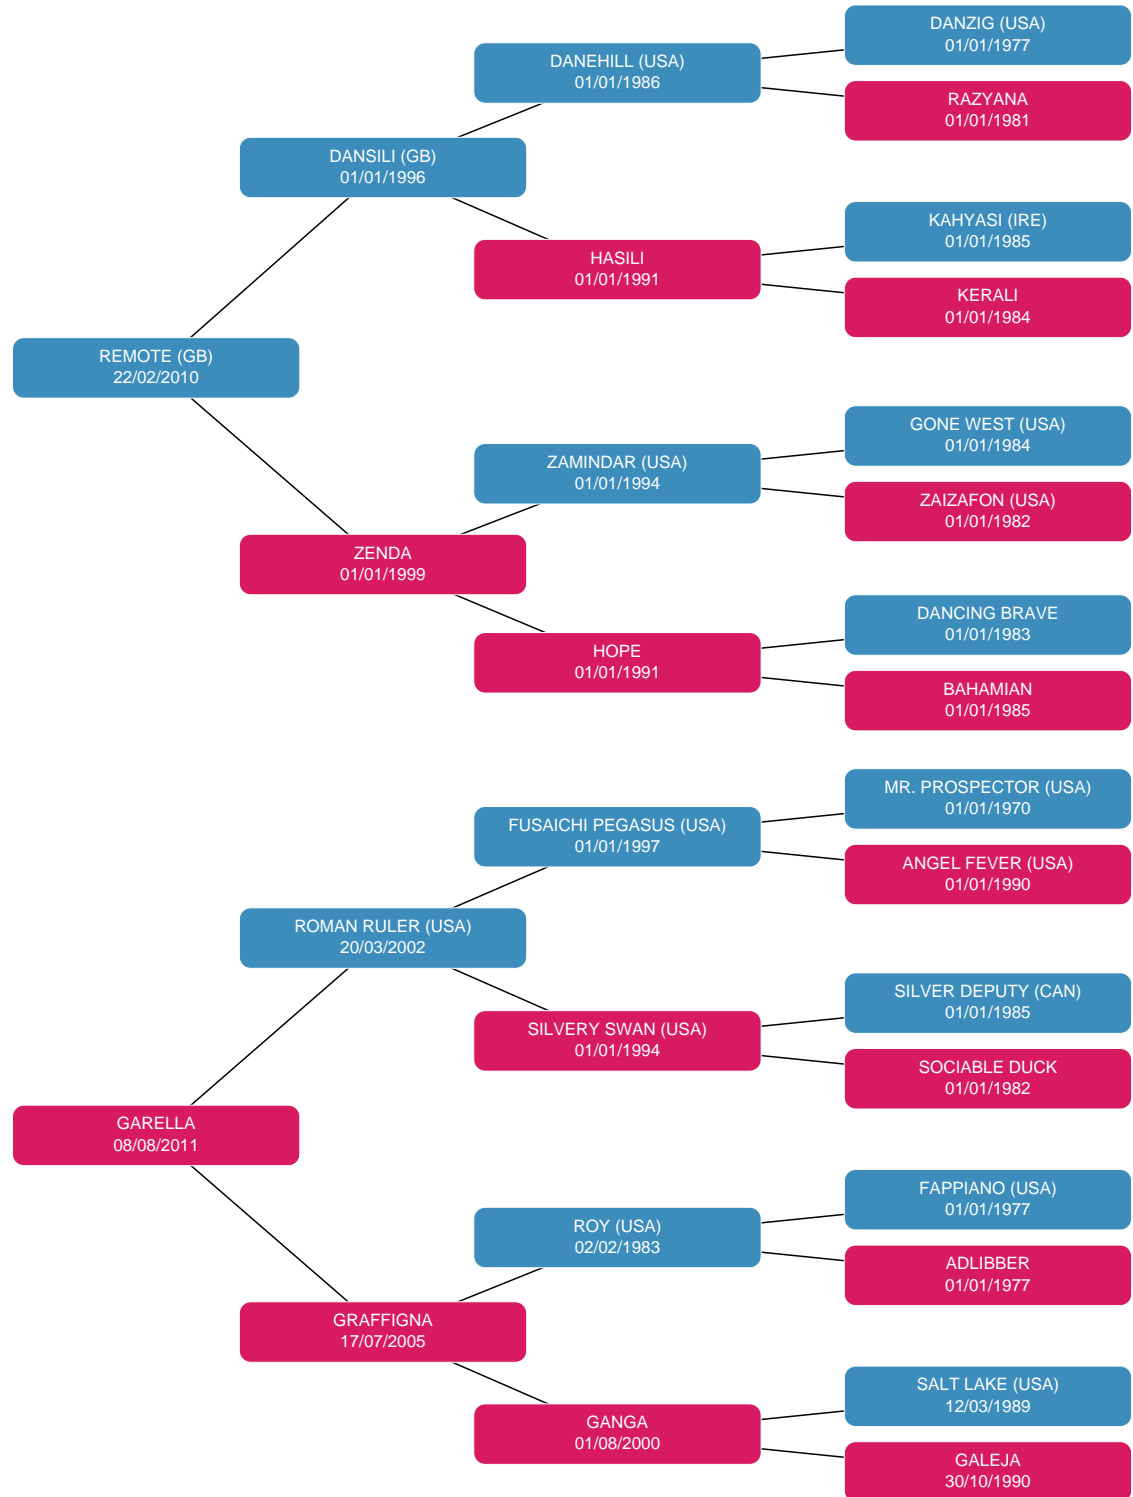 DANZIG (USA)
01/01/1977
DANEHILL (USA)
01/01/1986
RAZYANA
01/01/1981
DANSILI (GB)
01/01/1996
KAHYASI (IRE)
01/01/1985
HASILI
01/01/1991
KERALI
01/01/1984
REMOTE (GB)
22/02/2010
GONE WEST (USA)
01/01/1984
ZAMINDAR (USA)
01/01/1994
ZAIZAFON (USA)
01/01/1982
ZENDA
01/01/1999
DANCING BRAVE
01/01/1983
HOPE
01/01/1991
BAHAMIAN
01/01/1985
MR. PROSPECTOR (USA)
01/01/1970
FUSAICHI PEGASUS (USA)
01/01/1997
ANGEL FEVER (USA)
01/01/1990
ROMAN RULER (USA)
20/03/2002
SILVER DEPUTY (CAN)
01/01/1985
SILVERY SWAN (USA)
01/01/1994
SOCIABLE DUCK
01/01/1982
GARELLA
08/08/2011
FAPPIANO (USA)
01/01/1977
ROY (USA)
02/02/1983
ADLIBBER
01/01/1977
GRAFFIGNA
17/07/2005
SALT LAKE (USA)
12/03/1989
GANGA
01/08/2000
GALEJA
30/10/1990